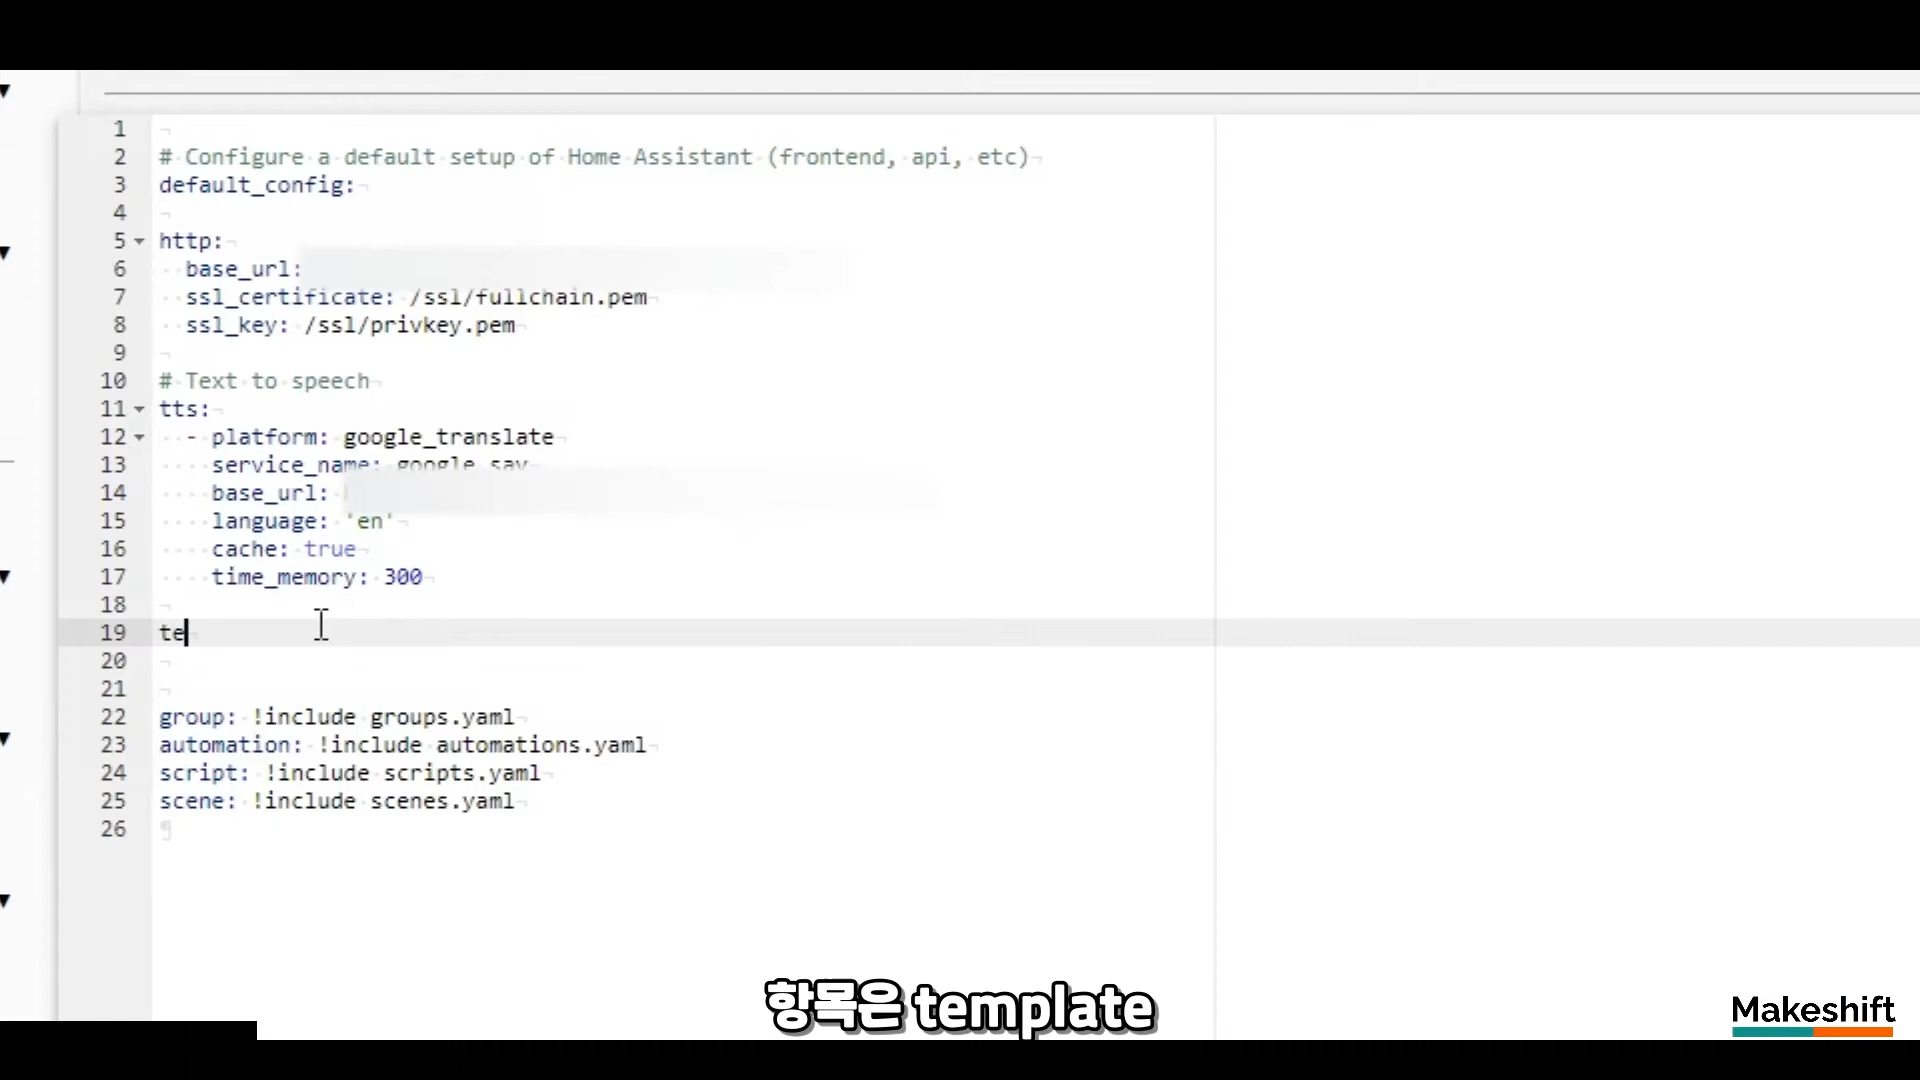 1
2 # Configure a default setup of Home Assistant (frontend, api, etc)
3 default_config:
4
5 http:
6 base_url:
7 ssl_certificate: /ssl/fullchain.pem
8 ssl_key: /ssl/privkey.pem
9
10 # Text to speech
11 tts:
12 - platform: google_translate
13 service_name: google_say
14 base_url:
15 language: 'en'
16 cache: true
17 time_memory: 300
18
19 te
20
21
22 group: !include groups.yaml
23 automation: !include automations.yaml
24 script: !include scripts.yaml
25 scene: !include scenes.yaml
26
항목은 template
Makeshift